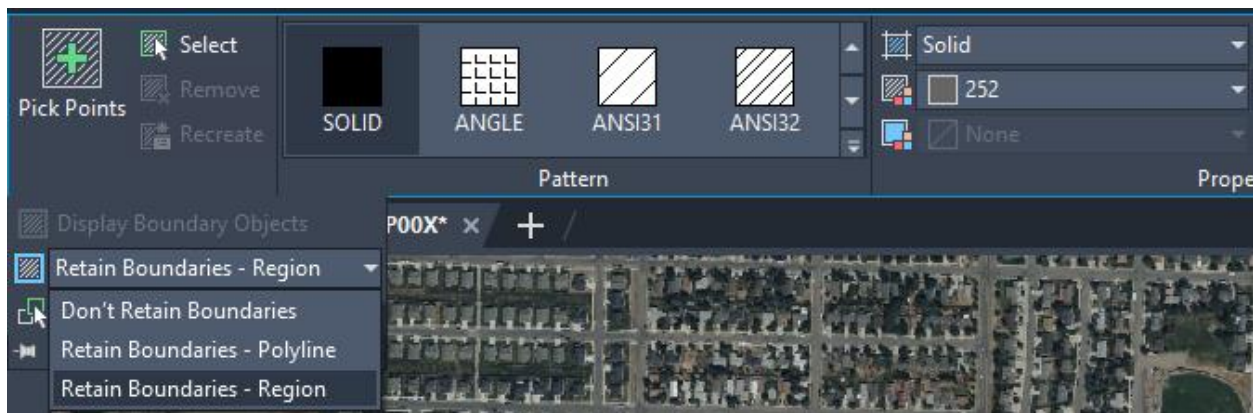 Select
Pick Points
Remove
Recreate
SOLID
ANGLE
ANSI31
ANSI32
Solid
252
None
Pattern
Prope
Display Boundary Objects
P00X*
Retain Boundaries - Region
Don't Retain Boundaries
Retain Boundaries - Polyline
Retain Boundaries - Region